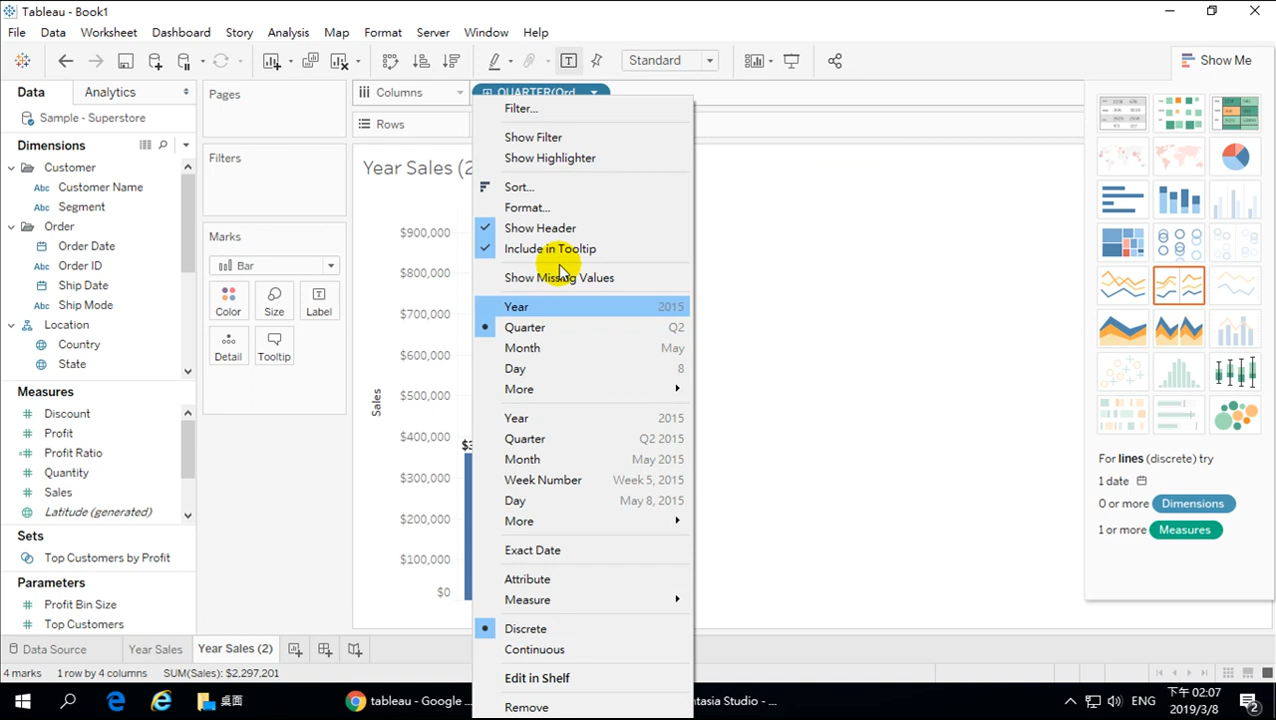 Tableau - Book1
File Data Worksheet Dashboard Story Analysis Map Format Server Window Help
Standard
Show Me
Data Analytics
Pages
Columns
QUARTER(Ord..
Sample - Superstore
Rows
Dimensions
Filters
Customer
Customer Name
Segment
Order
Order Date
Order ID
Ship Date
Ship Mode
Location
Country
State
Marks
Bar
Color Size Label
Detail Tooltip
Measures
Discount
Profit
Profit Ratio
Quantity
Sales
Latitude (generated)
Sets
Top Customers by Profit
Parameters
Profit Bin Size
Top Customers
Year Sales (2
$900,000
$800,000
$700,000
$600,000
$500,000
$400,000
$300,000
$200,000
$100,000
$0
Sales
Filter...
Show Filter
Show Highlighter
Sort...
Format...
Show Header
Include in Tooltip
Show Missing Values
Year 2015
Quarter Q2
Month May
Day 8
More
Year 2015
Quarter Q2 2015
Month May 2015
Week Number Week 5, 2015
Day May 8, 2015
More
Exact Date
Attribute
Measure
Discrete
Continuous
Edit in Shelf
Remove
For lines (discrete) try
1 date
0 or more Dimensions
1 or more Measures
Data Source Year Sales Year Sales (2)
4 marks 1 row by 4 columns SUM(Sales): $2,297,201
桌面
tableau - Google ...
ntasia Studio - ...
ENG
下午 02:07
2019/3/8
2